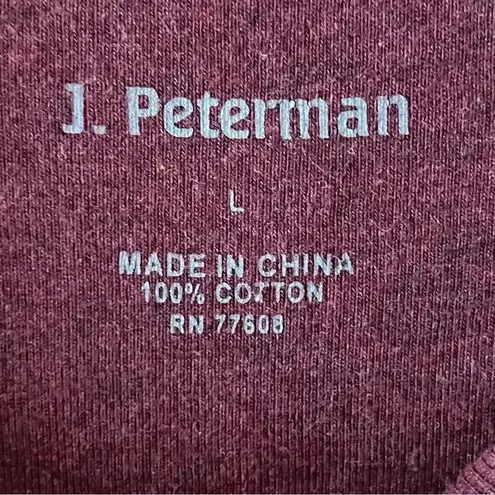 J. Peterman
L
MADE IN CHINA
100% COTTON
RN 77608